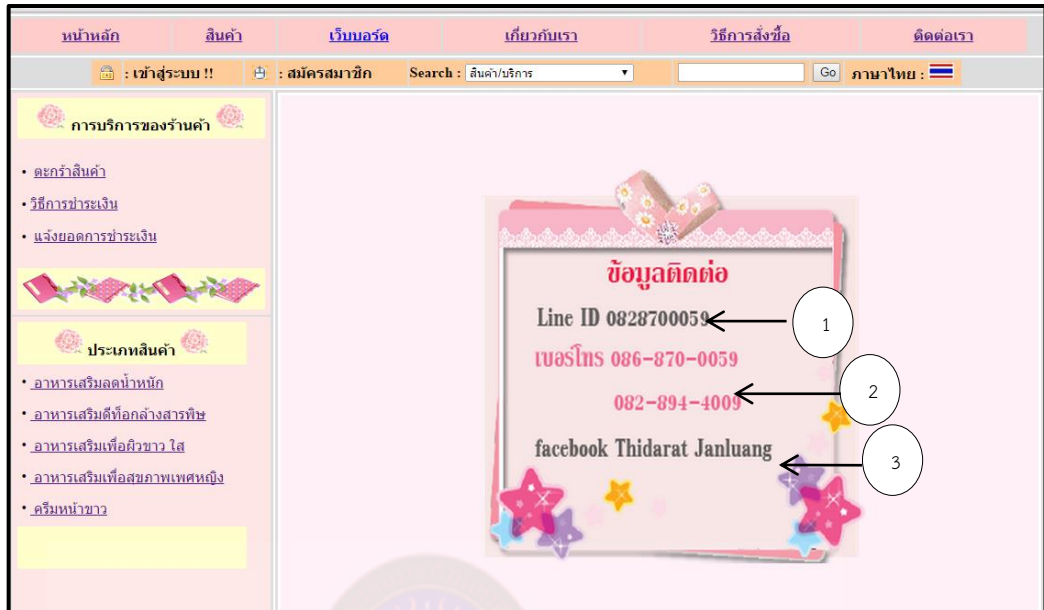 หน้าหลัก สินค้า เว็บบอร์ด เกี่ยวกับเรา วิธีการสั่งซื้อ ติดต่อเรา
: เข้าสู่ระบบ !! : สมัครสมาชิก Search : สินค้า/บริการ Go ภาษาไทย :
การบริการของร้านค้า
• ตะกร้าสินค้า
• วิธีการชำระเงิน
• แจ้งยอดการชำระเงิน
ประเภทสินค้า
• อาหารเสริมลดน้ำหนัก
• อาหารเสริมดีท็อกล้างสารพิษ
• อาหารเสริมเพื่อผิวขาว ใส
• อาหารเสริมเพื่อสุขภาพเพศหญิง
• ครีมหน้าขาว
ข้อมูลติดต่อ
Line ID 0828700059
เบอร์โทร 086-870-0059
082-894-4009
facebook Thidarat Janluang
1
2
3